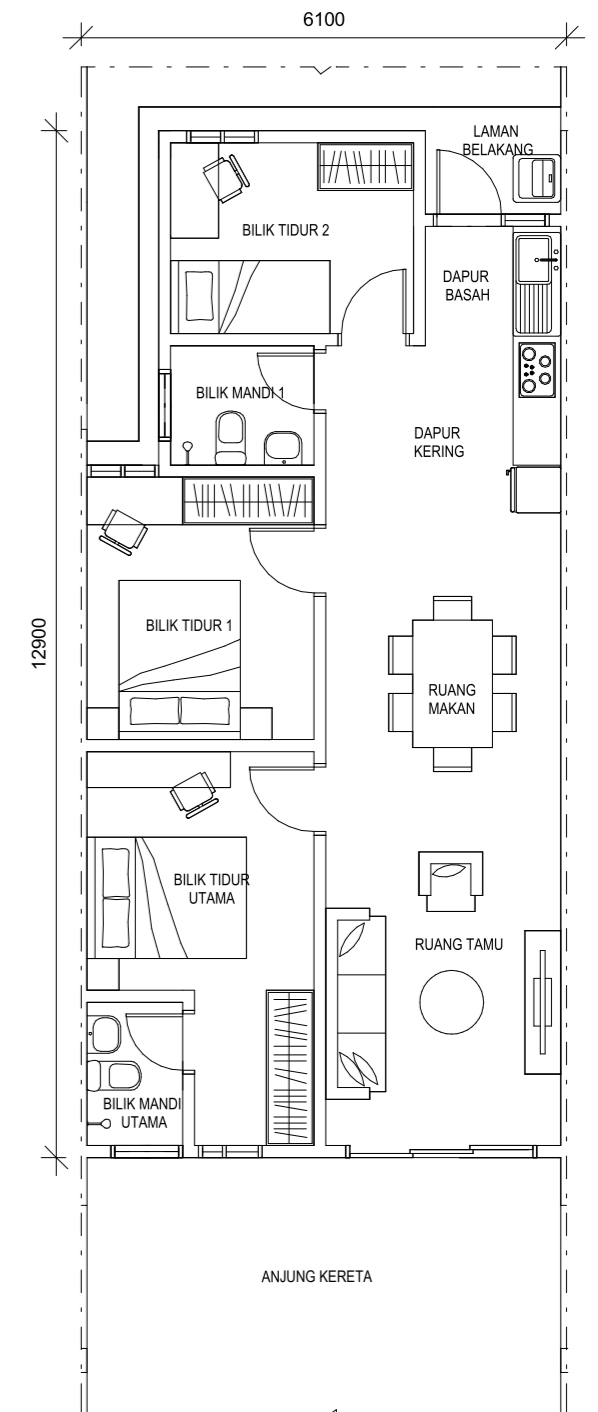 6100
LAMAN
BELAKANG
BILIK TIDUR 2
DAPUR
BASAH
BILIK MANDI 1
DAPUR
KERING
12900
BILIK TIDUR 1
RUANG
MAKAN
BILIK TIDUR
UTAMA
RUANG TAMU
BILIK MANDI
UTAMA
ANJUNG KERETA